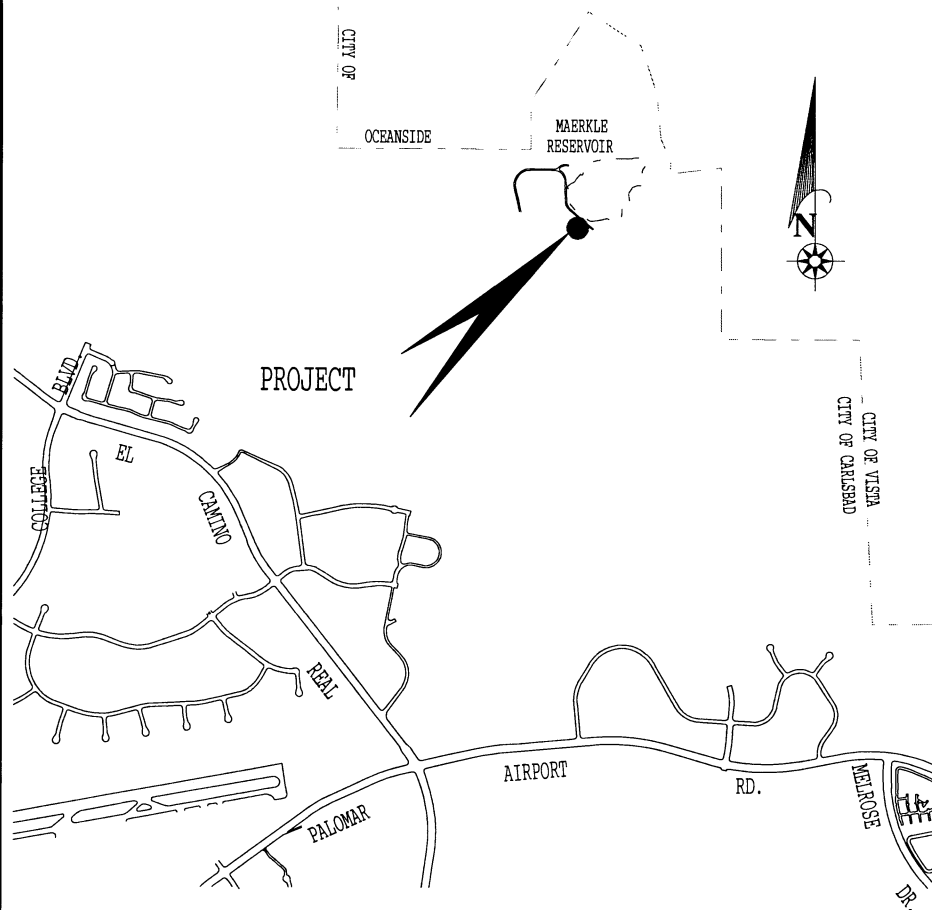 CITY OF
OCEANSIDE
MAERKLE
RESERVOIR
N
PROJECT
BLVD.
EL
COLLEGE
CAMINO
CITY OF VISTA
CITY OF CARLSBAD
REAL
AIRPORT
RD.
MELROSE
PALOMAR
DR.